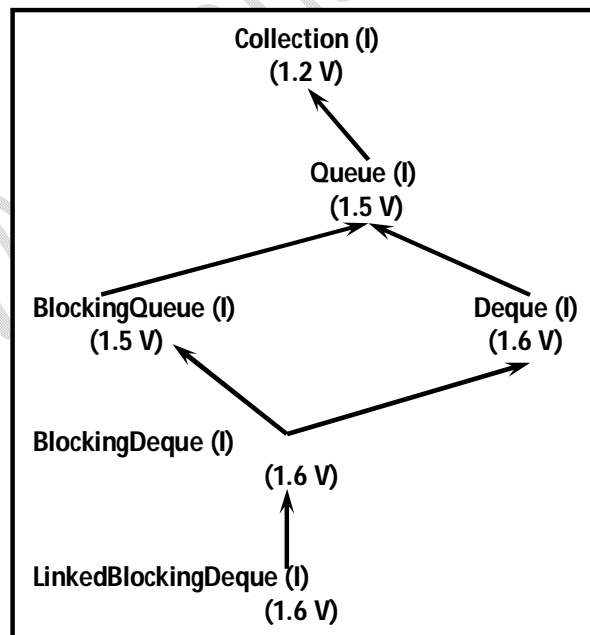 Collection (I)
(1.2 V)
Queue (I)
(1.5 V)
BlockingQueue (I)
(1.5 V)
Deque (I)
(1.6 V)
BlockingDeque (I)
(1.6 V)
LinkedBlockingDeque (I)
(1.6 V)